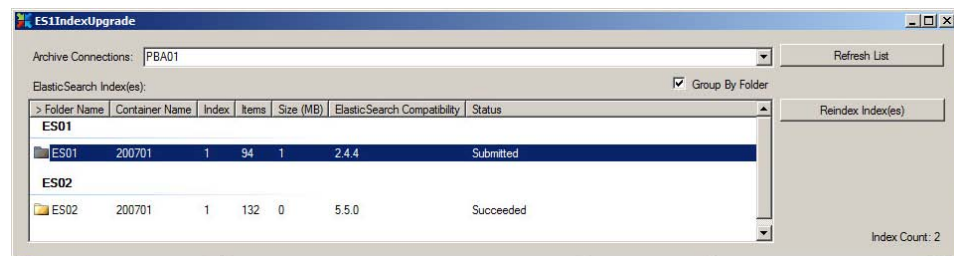 ES1IndexUpgrade
Archive Connections: PBA01 Refresh List
ElasticSearch Index(es): Group By Folder
> Folder Name Container Name Index Items Size (MB) ElasticSearch Compatibility Status Reindex Index(es)
ES01
ES01 200701 1 94 1 2.4.4 Submitted
ES02
ES02 200701 1 132 0 5.5.0 Succeeded
Index Count: 2